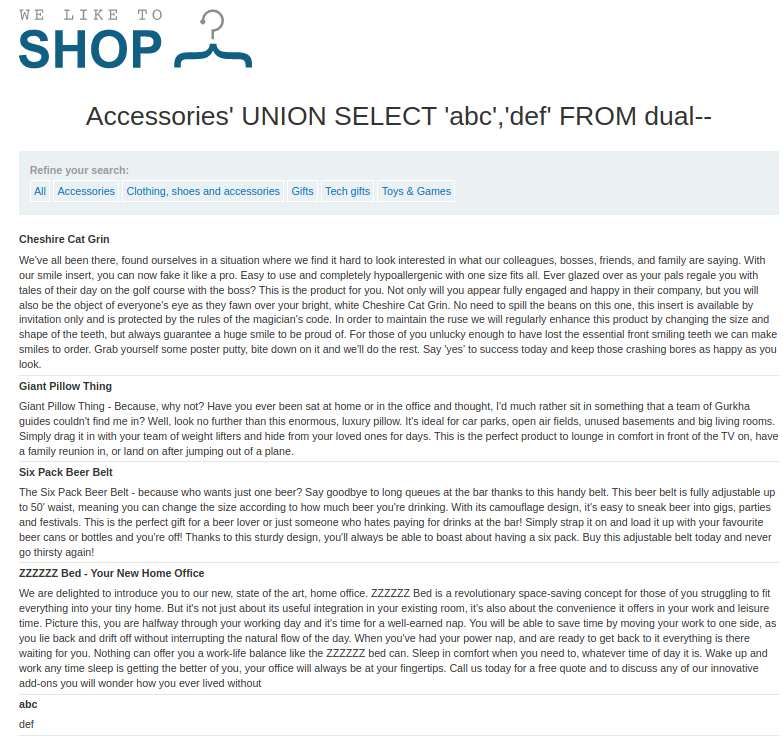 WE LIKE TO
SHOP
Accessories' UNION SELECT 'abc','def' FROM dual--
Refine your search:
All Accessories Clothing, shoes and accessories Gifts Tech gifts Toys & Games
Cheshire Cat Grin
We've all been there, found ourselves in a situation where we find it hard to look interested in what our colleagues, bosses, friends, and family are saying. With
our smile insert, you can now fake it like a pro. Easy to use and completely hypoallergenic with one size fits all. Ever glazed over as your pals regale you with
tales of their day on the golf course with the boss? This is the product for you. Not only will you appear fully engaged and happy in their company, but you will
also be the object of everyone's eye as they fawn over your bright, white Cheshire Cat Grin. No need to spill the beans on this one, this insert is available by
invitation only and is protected by the rules of the magician's code. In order to maintain the ruse we will regularly enhance this product by changing the size and
shape of the teeth, but always guarantee a huge smile to be proud of. For those of you unlucky enough to have lost the essential front smiling teeth we can make
smiles to order. Grab yourself some poster putty, bite down on it and we'll do the rest. Say 'yes' to success today and keep those crashing bores as happy as you
look.
Giant Pillow Thing
Giant Pillow Thing - Because, why not? Have you ever been sat at home or in the office and thought, I'd much rather sit in something that a team of Gurkha
guides couldn't find me in? Well, look no further than this enormous, luxury pillow. It's ideal for car parks, open air fields, unused basements and big living rooms.
Simply drag it in with your team of weight lifters and hide from your loved ones for days. This is the perfect product to lounge in comfort in front of the TV on, have
a family reunion in, or land on after jumping out of a plane.
Six Pack Beer Belt
The Six Pack Beer Belt - because who wants just one beer? Say goodbye to long queues at the bar thanks to this handy belt. This beer belt is fully adjustable up
to 50' waist, meaning you can change the size according to how much beer you're drinking. With its camouflage design, it's easy to sneak beer into gigs, parties
and festivals. This is the perfect gift for a beer lover or just someone who hates paying for drinks at the bar! Simply strap it on and load it up with your favourite
beer cans or bottles and you're off! Thanks to this sturdy design, you'll always be able to boast about having a six pack. Buy this adjustable belt today and never
go thirsty again!
ZZZZZZ Bed - Your New Home Office
We are delighted to introduce you to our new, state of the art, home office. ZZZZZZ Bed is a revolutionary space-saving concept for those of you struggling to fit
everything into your tiny home. But it's not just about its useful integration in your existing room, it's also about the convenience it offers in your work and leisure
time. Picture this, you are halfway through your working day and it's time for a well-earned nap. You will be able to save time by moving your work to one side, as
you lie back and drift off without interrupting the natural flow of the day. When you've had your power nap, and are ready to get back to it everything is there
waiting for you. Nothing can offer you a work-life balance like the ZZZZZZ bed can. Sleep in comfort when you need to, whatever time of day it is. Wake up and
work any time sleep is getting the better of you, your office will always be at your fingertips. Call us today for a free quote and to discuss any of our innovative
add-ons you will wonder how you ever lived without
abc
def